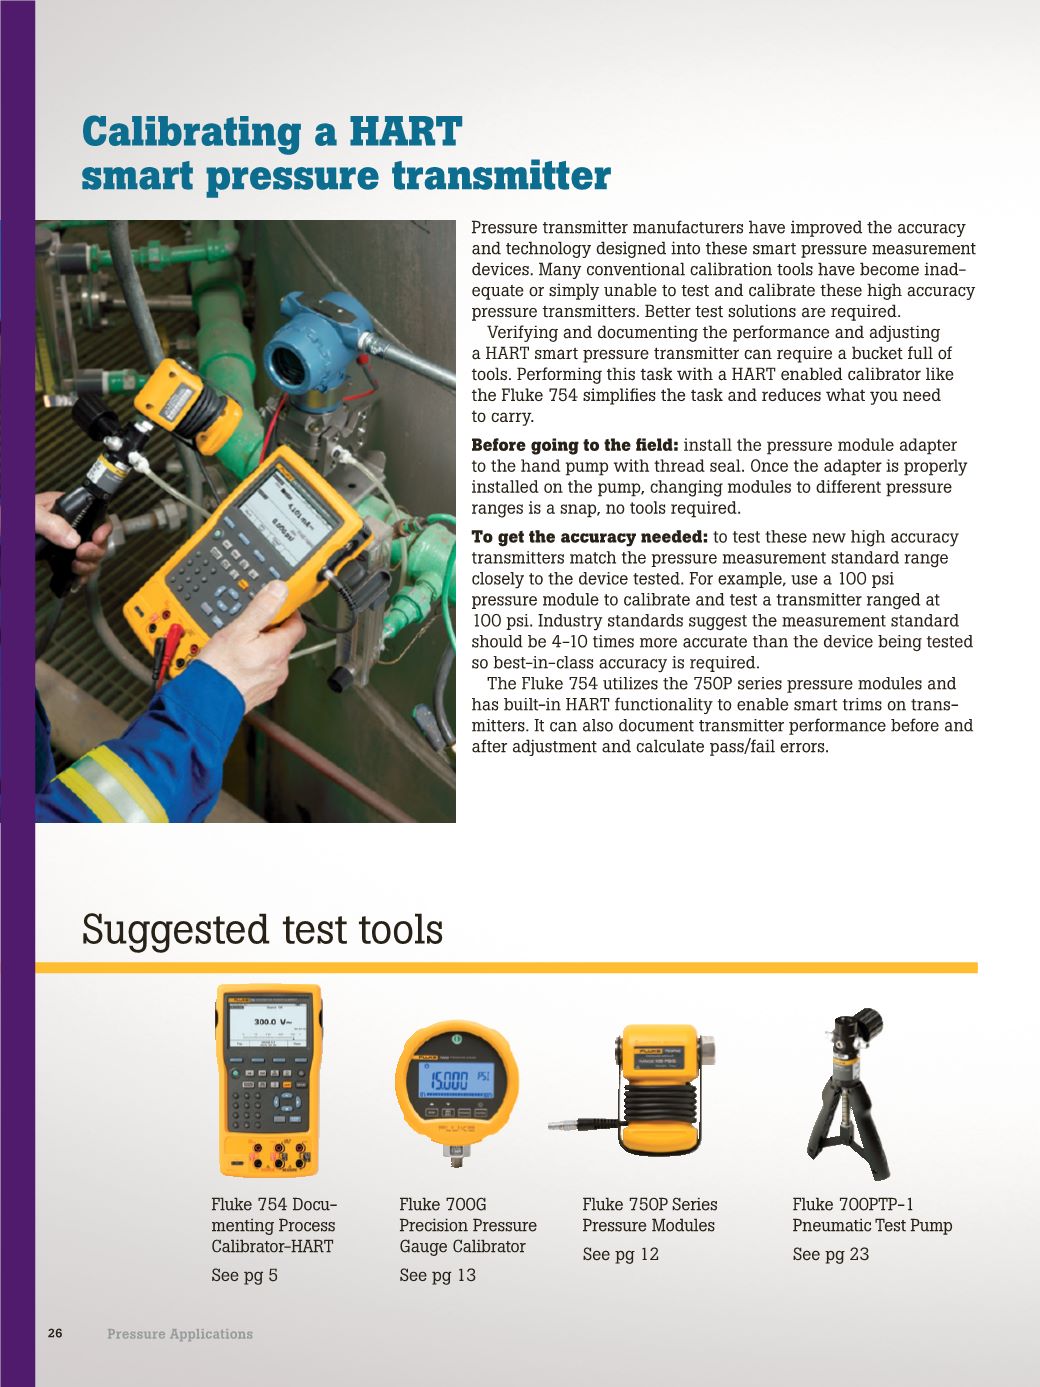 Calibrating a HART
smart pressure transmitter
Pressure transmitter manufacturers have improved the accuracy
and technology designed into these smart pressure measurement
devices. Many conventional calibration tools have become inad-
equate or simply unable to test and calibrate these high accuracy
pressure transmitters. Better test solutions are required.
Verifying and documenting the performance and adjusting
a HART smart pressure transmitter can require a bucket full of
tools. Performing this task with a HART enabled calibrator like
the Fluke 754 simplifies the task and reduces what you need
to carry.
Before going to the field: install the pressure module adapter
to the hand pump with thread seal. Once the adapter is properly
installed on the pump, changing modules to different pressure
ranges is a snap, no tools required.
To get the accuracy needed: to test these new high accuracy
transmitters match the pressure measurement standard range
closely to the device tested. For example, use a 100 psi
pressure module to calibrate and test a transmitter ranged at
100 psi. Industry standards suggest the measurement standard
should be 4-10 times more accurate than the device being tested
so best-in-class accuracy is required.
The Fluke 754 utilizes the 750P series pressure modules and
has built-in HART functionality to enable smart trims on trans-
mitters. It can also document transmitter performance before and
after adjustment and calculate pass/fail errors.
Suggested test tools
300.0 V
15.000 PSI
FLUKE
FLUKE
Fluke 754 Docu-
menting Process
Calibrator-HART
See pg 5
Fluke 700G
Precision Pressure
Gauge Calibrator
See pg 13
Fluke 750P Series
Pressure Modules
See pg 12
Fluke 700PTP-1
Pneumatic Test Pump
See pg 23
26
Pressure Applications